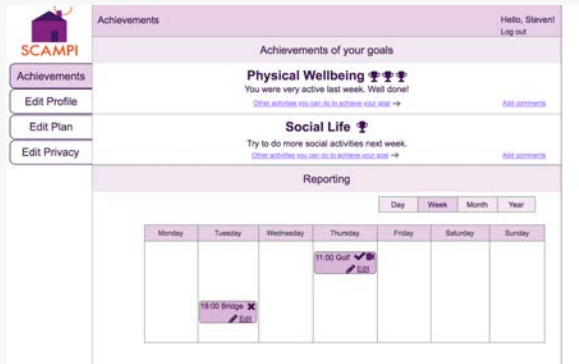 SCAMPI
Achievements
Edit Profile
Edit Plan
Edit Privacy
Achievements
Hello, Steven!
Log out
Achievements of your goals
Physical Wellbeing
You were very active last week. Well done!
Other activities you can do to achieve your goal →
Add comments
Social Life
Try to do more social activities next week.
Other activities you can do to achieve your goal →
Add comments
Reporting
Day Week Month Year
Monday Tuesday Wednesday Thursday Friday Saturday Sunday
11:00 Golf
Edit
18:00 Bridge
Edit